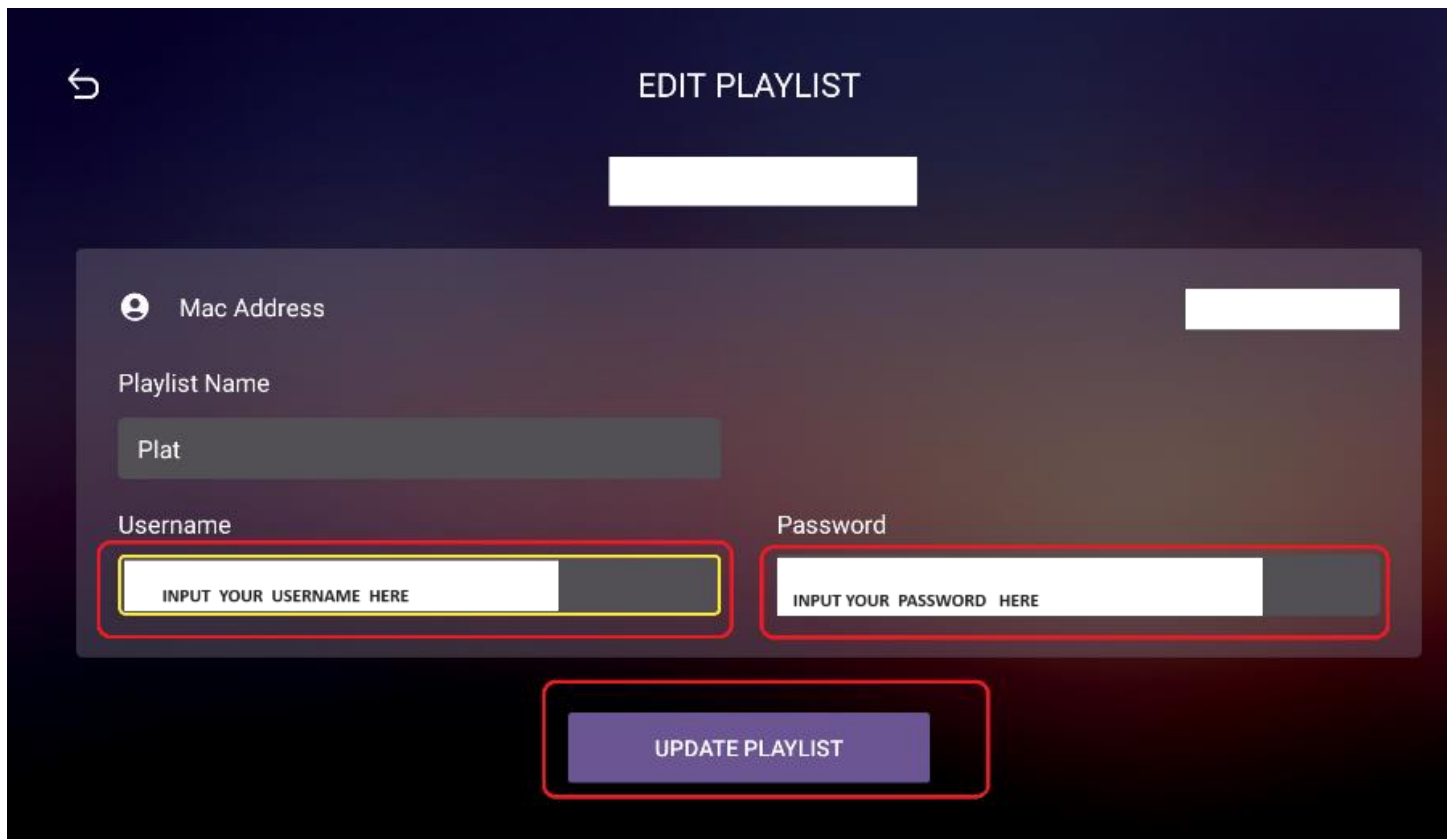 EDIT PLAYLIST
Mac Address
Playlist Name
Plat
Username
Password
INPUT YOUR USERNAME HERE
INPUT YOUR PASSWORD HERE
UPDATE PLAYLIST